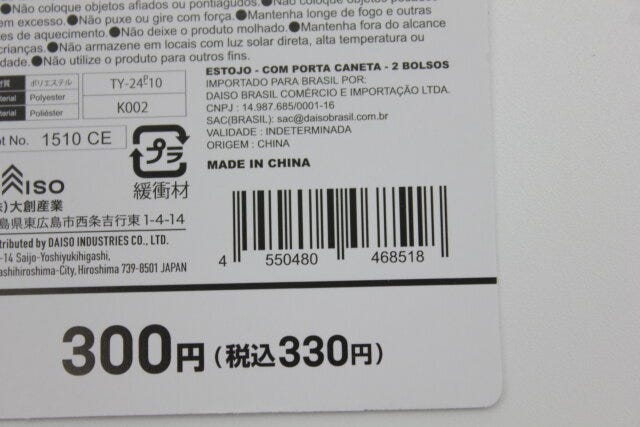 ●Não coloque objetos afiados ou pontiagudos.●Não coloque objetos
em excesso.●Não puxe ou gire com força.●Mantenha longe de fogo e outras
de aquecimento.●Não deixe o produto molhado.●Mantenha fora do alcance
crianças.●Não armazene em locais com luz solar direta, alta temperatura ou
●Não utilize o produto para outros fins.
ポリエステル
Polyester
Poliéster
TY-24ℓ10
K002
ESTOJO - COM PORTA CANETA - 2 BOLSOS
IMPORTADO PARA BRASIL POR:
DAISO BRASIL COMÉRCIO E IMPORTAÇÃO LTDA.
CNPJ : 14.987.685/0001-16
SAC(BRASIL): sac@daisobrasil.com.br
VALIDADE : INDETERMINADA
ORIGEM : CHINA
MADE IN CHINA
No. 1510 CE
プラ
緩衝材
AISO
大創産業
島県東広島市西条吉行東1-4-14
tributed by DAISO INDUSTRIES CO., LTD.
-14 Saijo-Yoshiyukihigashi,
ashihiroshima-City, Hiroshima 739-8501 JAPAN
4 550480 468518
300円(税込330円)